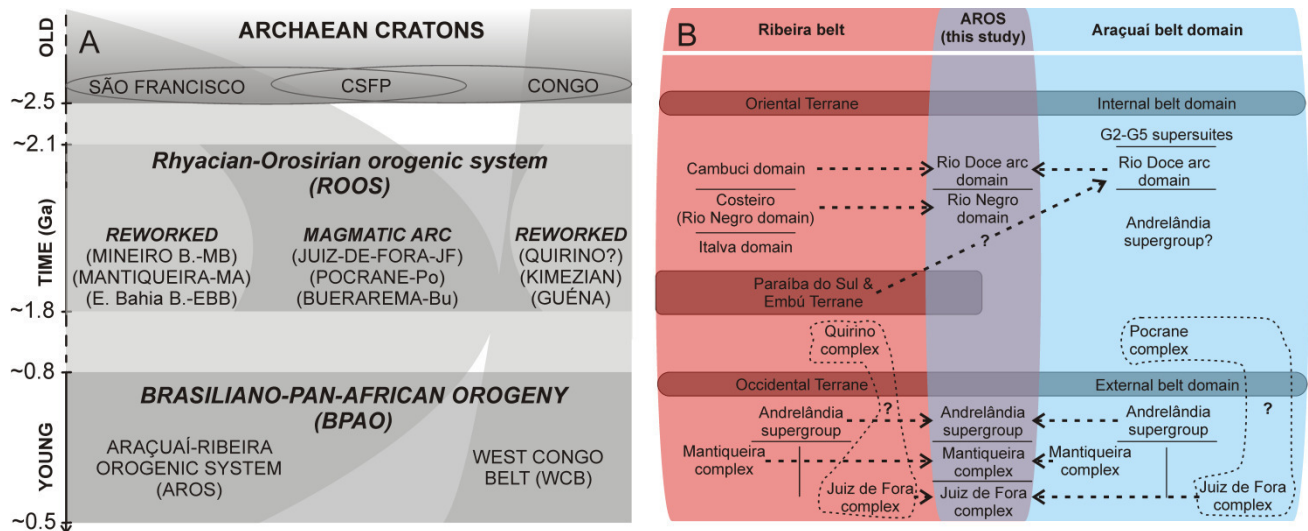 A
ARCHAEAN CRATONS
OLD
SÃO FRANCISCO
CSFP
CONGO
~2.5
~2.1
Rhyacian-Orosirian orogenic system
(ROOS)
TIME (Ga)
REWORKED
(MINEIRO B.-MB)
(MANTIQUEIRA-MA)
(E. Bahia B.-EBB)
MAGMATIC ARC
(JUIZ-DE-FORA-JF)
(POCRANE-Po)
(BUERAREMA-Bu)
REWORKED
(QUIRINO?)
(KIMEZIAN)
(GUÉNA)
~1.8
~0.8
BRASILIANO-PAN-AFRICAN OROGENY
(BPAO)
YOUNG
ARAÇUAÍ-RIBEIRA
OROGENIC SYSTEM
(AROS)
WEST CONGO
BELT (WCB)
~0.5
B
Ribeira belt
AROS
(this study)
Araçuaí belt domain
Oriental Terrane
Internal belt domain
G2-G5 supersuites
Cambuci domain
Rio Doce arc
domain
Rio Doce arc
domain
Costeiro
(Rio Negro domain)
Rio Negro
domain
Italva domain
?
Andrelândia
supergroup?
Paraíba do Sul &
Embú Terrane
Quirino
complex
Pocrane
complex
Occidental Terrane
External belt domain
Andrelândia
supergroup
?
Andrelândia
supergroup
Andrelândia
supergroup
?
Mantiqueira
complex
Mantiqueira
complex
Mantiqueira
complex
Juiz de Fora
complex
Juiz de Fora
complex
Juiz de Fora
complex